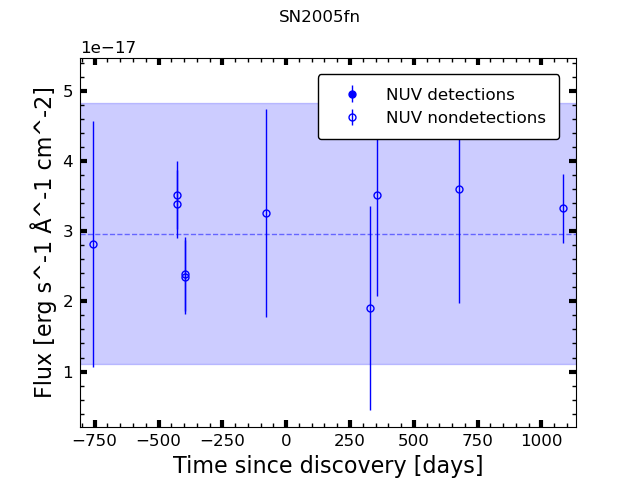 SN2005fn
1e−17
NUV detections
NUV nondetections
5
4
3
2
1
Flux [erg s^-1 Å^-1 cm^-2]
−750 −500 −250 0 250 500 750 1000
Time since discovery [days]